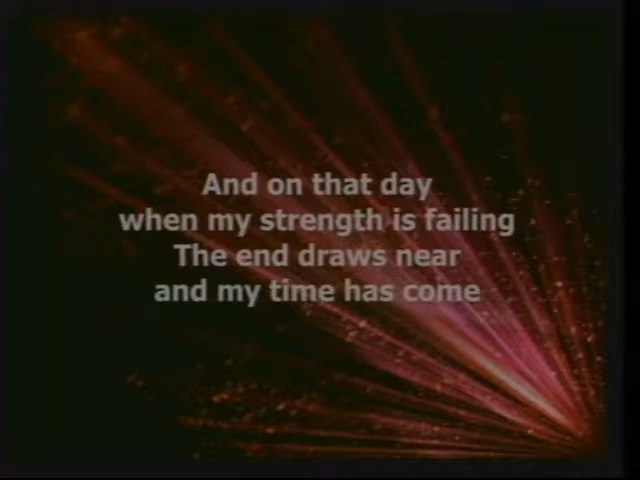 And on that day
when my strength is failing
The end draws near
and my time has come